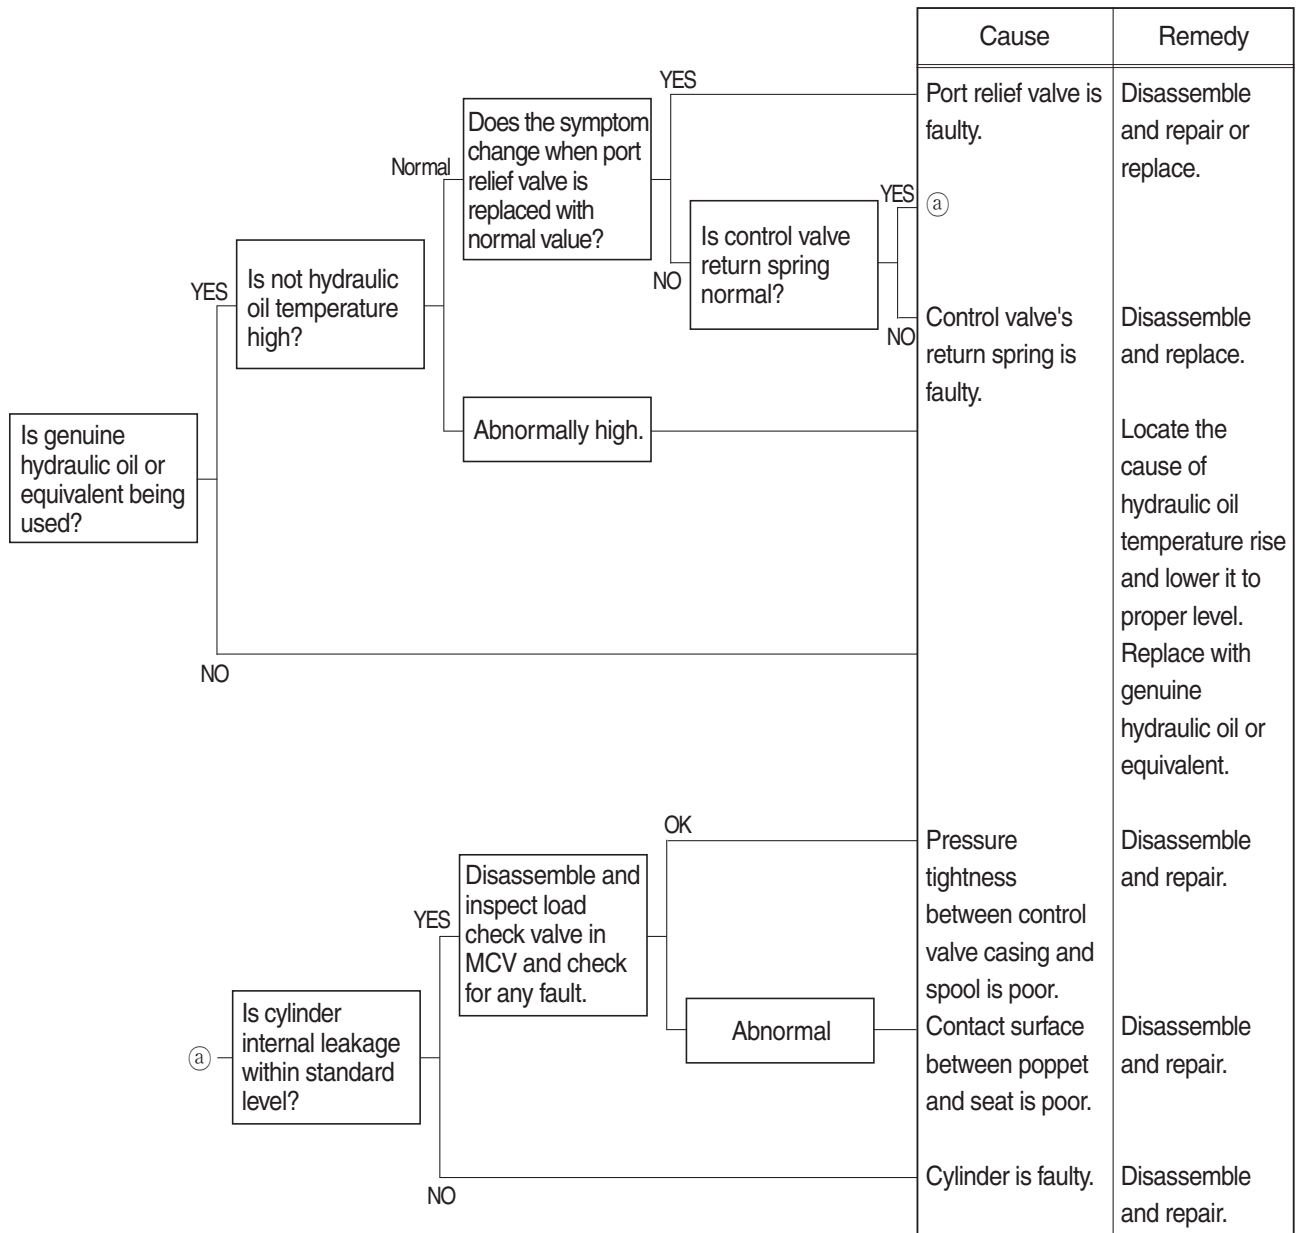 Cause
Remedy
YES
Port relief valve is
faulty.
Disassemble
and repair or
replace.
Does the symptom
change when port
relief valve is
replaced with
normal value?
Normal
YES
ⓐ
Is control valve
return spring
normal?
NO
Is not hydraulic
oil temperature
high?
YES
NO
Control valve's
return spring is
faulty.
Disassemble
and replace.
Abnormally high.
Locate the
cause of
hydraulic oil
temperature rise
and lower it to
proper level.
Is genuine
hydraulic oil or
equivalent being
used?
NO
Replace with
genuine
hydraulic oil or
equivalent.
OK
Pressure
tightness
between control
valve casing and
spool is poor.
Disassemble
and repair.
Disassemble and
inspect load
check valve in
MCV and check
for any fault.
YES
Abnormal
Contact surface
between poppet
and seat is poor.
Disassemble
and repair.
ⓐ
Is cylinder
internal leakage
within standard
level?
NO
Cylinder is faulty.
Disassemble
and repair.